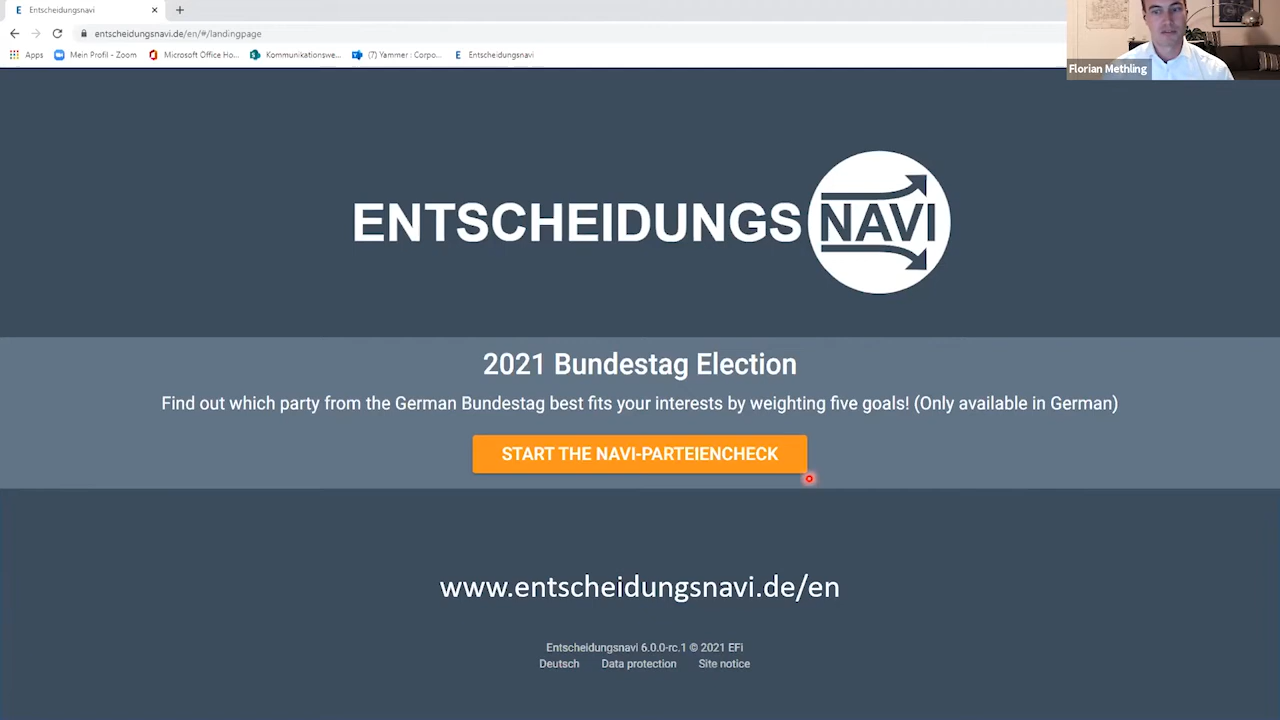 Entscheidungsnavi
entscheidungsnavi.de/en/#/landingpage
Apps
Mein Profil - Zoom
Microsoft Office Ho...
Kommunikationswe...
(7) Yammer : Corpo...
Entscheidungsnavi
Florian Methling
ENTSCHEIDUNGSNAVI
2021 Bundestag Election
Find out which party from the German Bundestag best fits your interests by weighting five goals! (Only available in German)
START THE NAVI-PARTEIENCHECK
www.entscheidungsnavi.de/en
Entscheidungsnavi 6.0.0-rc.1 © 2021 EFi
Deutsch Data protection Site notice